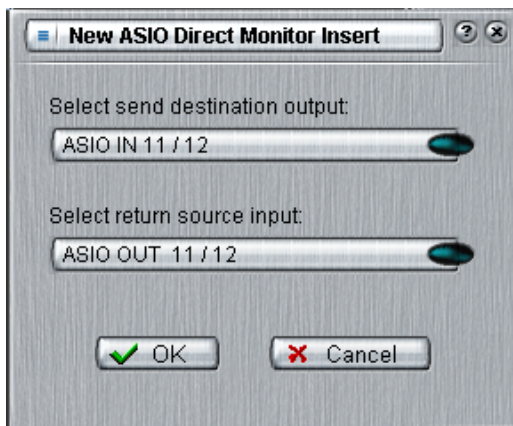 New ASIO Direct Monitor Insert ? x
Select send destination output:
ASIO IN 11 / 12
Select return source input:
ASIO OUT 11 / 12
OK Cancel